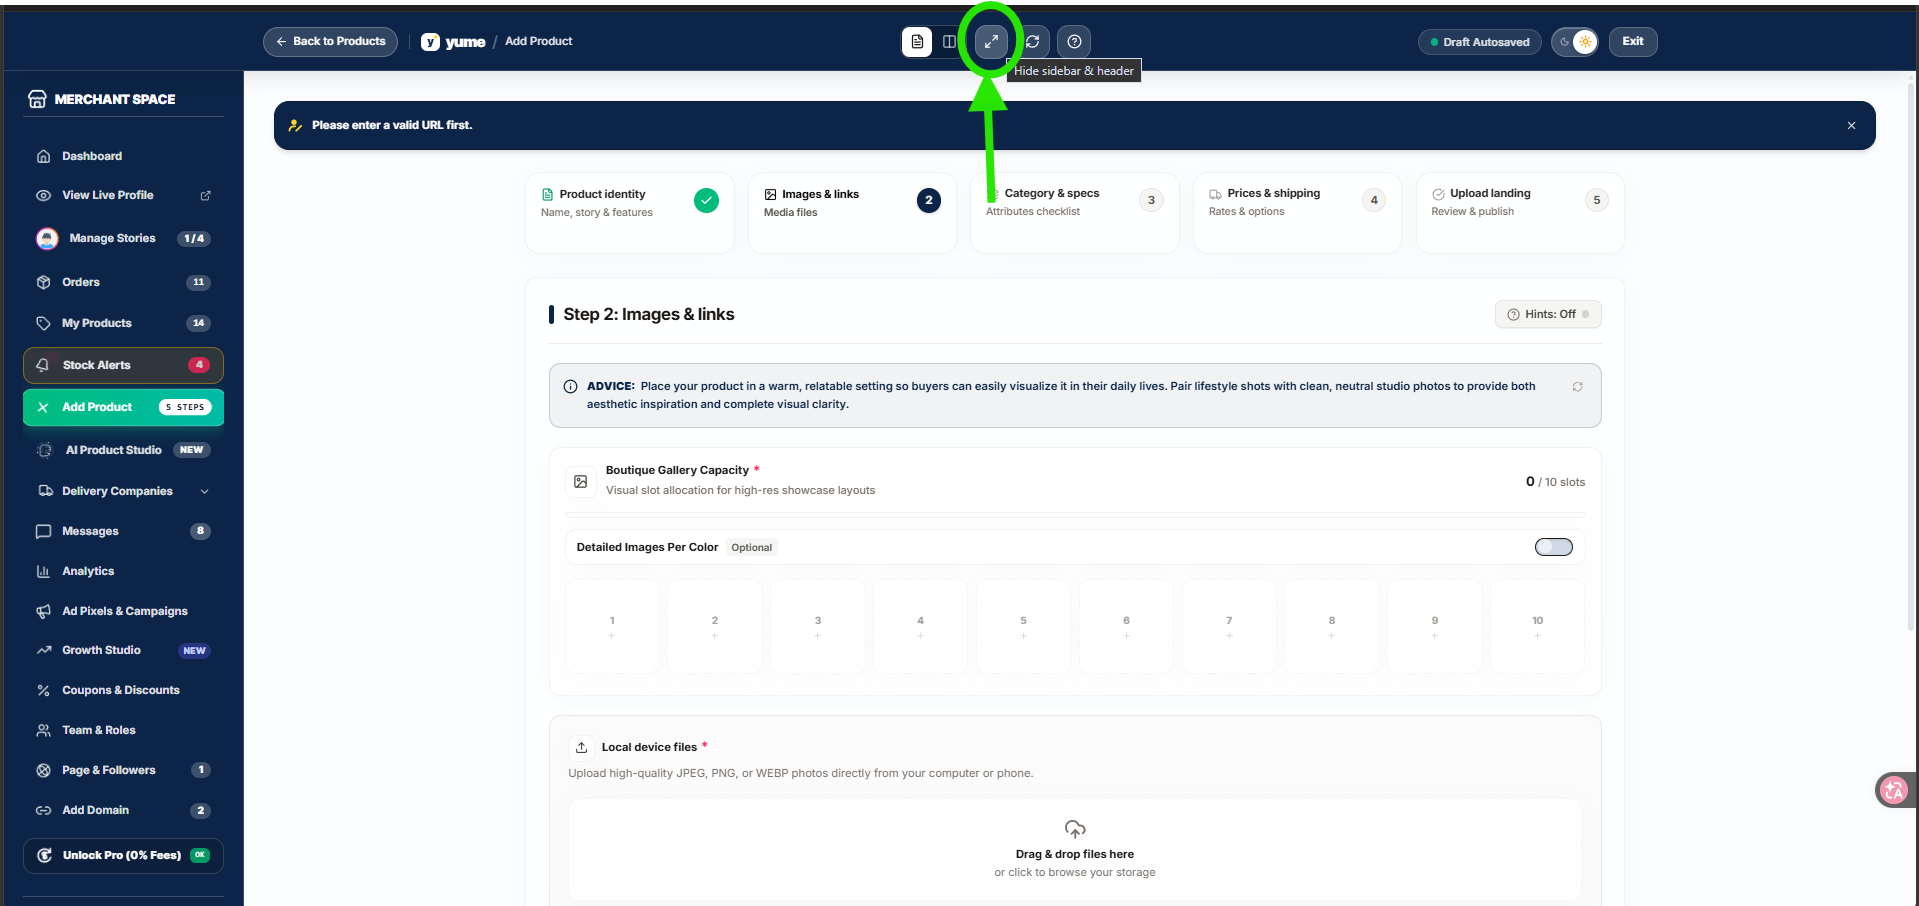 Back to Products
yume / Add Product
Hide sidebar & header
Draft Autosaved
Exit
MERCHANT SPACE
Dashboard
View Live Profile
Manage Stories 1/4
Orders 11
My Products 14
Stock Alerts 4
Add Product 5 STEPS
AI Product Studio NEW
Delivery Companies
Messages 8
Analytics
Ad Pixels & Campaigns
Growth Studio NEW
Coupons & Discounts
Team & Roles
Page & Followers 1
Add Domain 2
Unlock Pro (0% Fees) OK
Please enter a valid URL first.
Product identity
Name, story & features
Images & links 2
Media files
Category & specs 3
Attributes checklist
Prices & shipping 4
Rates & options
Upload landing 5
Review & publish
Step 2: Images & links
Hints: Off
ADVICE: Place your product in a warm, relatable setting so buyers can easily visualize it in their daily lives. Pair lifestyle shots with clean, neutral studio photos to provide both
aesthetic inspiration and complete visual clarity.
Boutique Gallery Capacity *
Visual slot allocation for high-res showcase layouts
0 / 10 slots
Detailed Images Per Color Optional
1 2 3 4 5 6 7 8 9 10
+ + + + + + + + + +
Local device files *
Upload high-quality JPEG, PNG, or WEBP photos directly from your computer or phone.
Drag & drop files here
or click to browse your storage